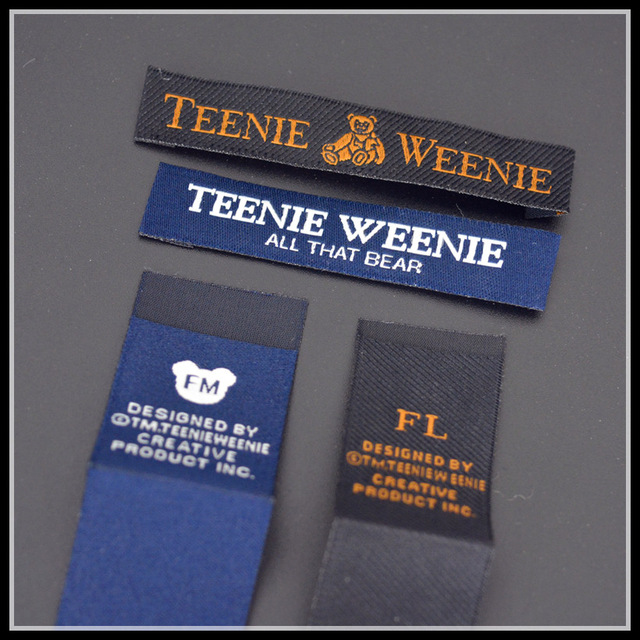 TEENIE WEENIE
TEENIE WEENIE
ALL THAT BEAR
FM
DESIGNED BY
©TM.TEENIEWEENIE
CREATIVE
PRODUCT INC.
FL
DESIGNED BY
©TM.TEENIEWEENIE
CREATIVE
PRODUCT INC.